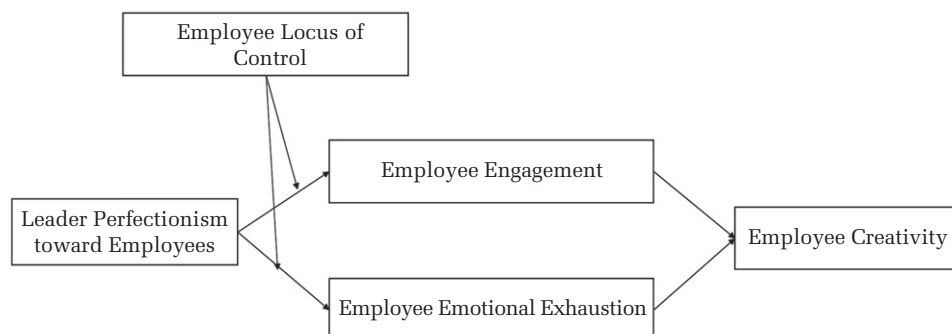 Employee Locus of
Control
Employee Engagement
Leader Perfectionism
toward Employees
Employee Creativity
Employee Emotional Exhaustion